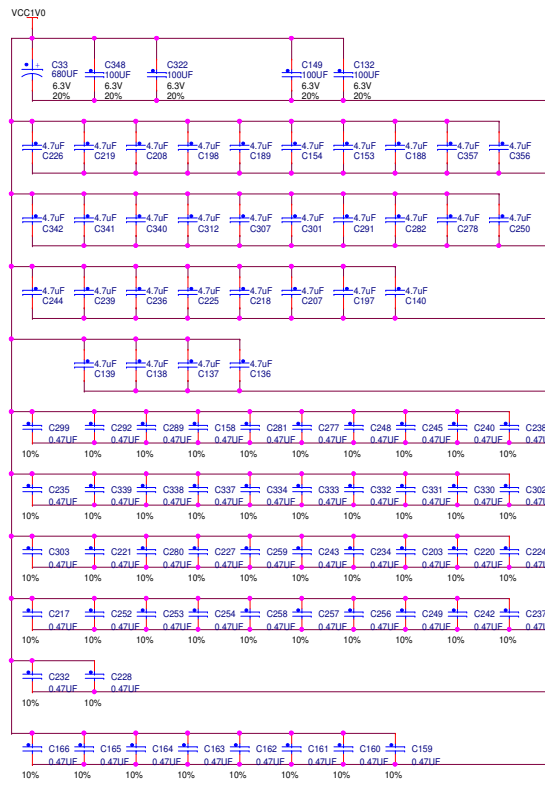 VCC1V0
C33 C348 C322 C149 C132
680UF 100UF 100UF 100UF 100UF
6.3V 6.3V 6.3V 6.3V 6.3V
20% 20% 20% 20% 20%
4.7uF 4.7uF 4.7uF 4.7uF 4.7uF 4.7uF 4.7uF 4.7uF 4.7uF 4.7uF
C226 C219 C208 C198 C189 C154 C153 C188 C357 C356
4.7uF 4.7uF 4.7uF 4.7uF 4.7uF 4.7uF 4.7uF 4.7uF 4.7uF 4.7uF
C342 C341 C340 C312 C307 C301 C291 C282 C278 C250
4.7uF 4.7uF 4.7uF 4.7uF 4.7uF 4.7uF 4.7uF 4.7uF
C244 C239 C236 C225 C218 C207 C197 C140
4.7uF 4.7uF 4.7uF 4.7uF
C139 C138 C137 C136
C299 C292 C289 C158 C281 C277 C248 C245 C240 C238
0.47UF 0.47UF 0.47UF 0.47UF 0.47UF 0.47UF 0.47UF 0.47UF 0.47UF
10% 10% 10% 10% 10% 10% 10% 10% 10% 10%
C235 C339 C338 C337 C334 C333 C332 C331 C330 C302
0.47UF 0.47UF 0.47UF 0.47UF 0.47UF 0.47UF 0.47UF 0.47UF 0.47UF
10% 10% 10% 10% 10% 10% 10% 10% 10% 10%
C303 C221 C280 C227 C259 C243 C234 C203 C220 C224
0.47UF 0.47UF 0.47UF 0.47UF 0.47UF 0.47UF 0.47UF 0.47UF 0.47UF
10% 10% 10% 10% 10% 10% 10% 10% 10% 10%
C217 C252 C253 C254 C258 C257 C256 C249 C242 C237
0.47UF 0.47UF 0.47UF 0.47UF 0.47UF 0.47UF 0.47UF 0.47UF 0.47UF
10% 10% 10% 10% 10% 10% 10% 10% 10% 10%
C232 C228
0.47UF 0.47UF
10% 10%
C166 C165 C164 C163 C162 C161 C160 C159
0.47UF 0.47UF 0.47UF 0.47UF 0.47UF 0.47UF 0.47UF 0.47UF
10% 10% 10% 10% 10% 10% 10% 10%